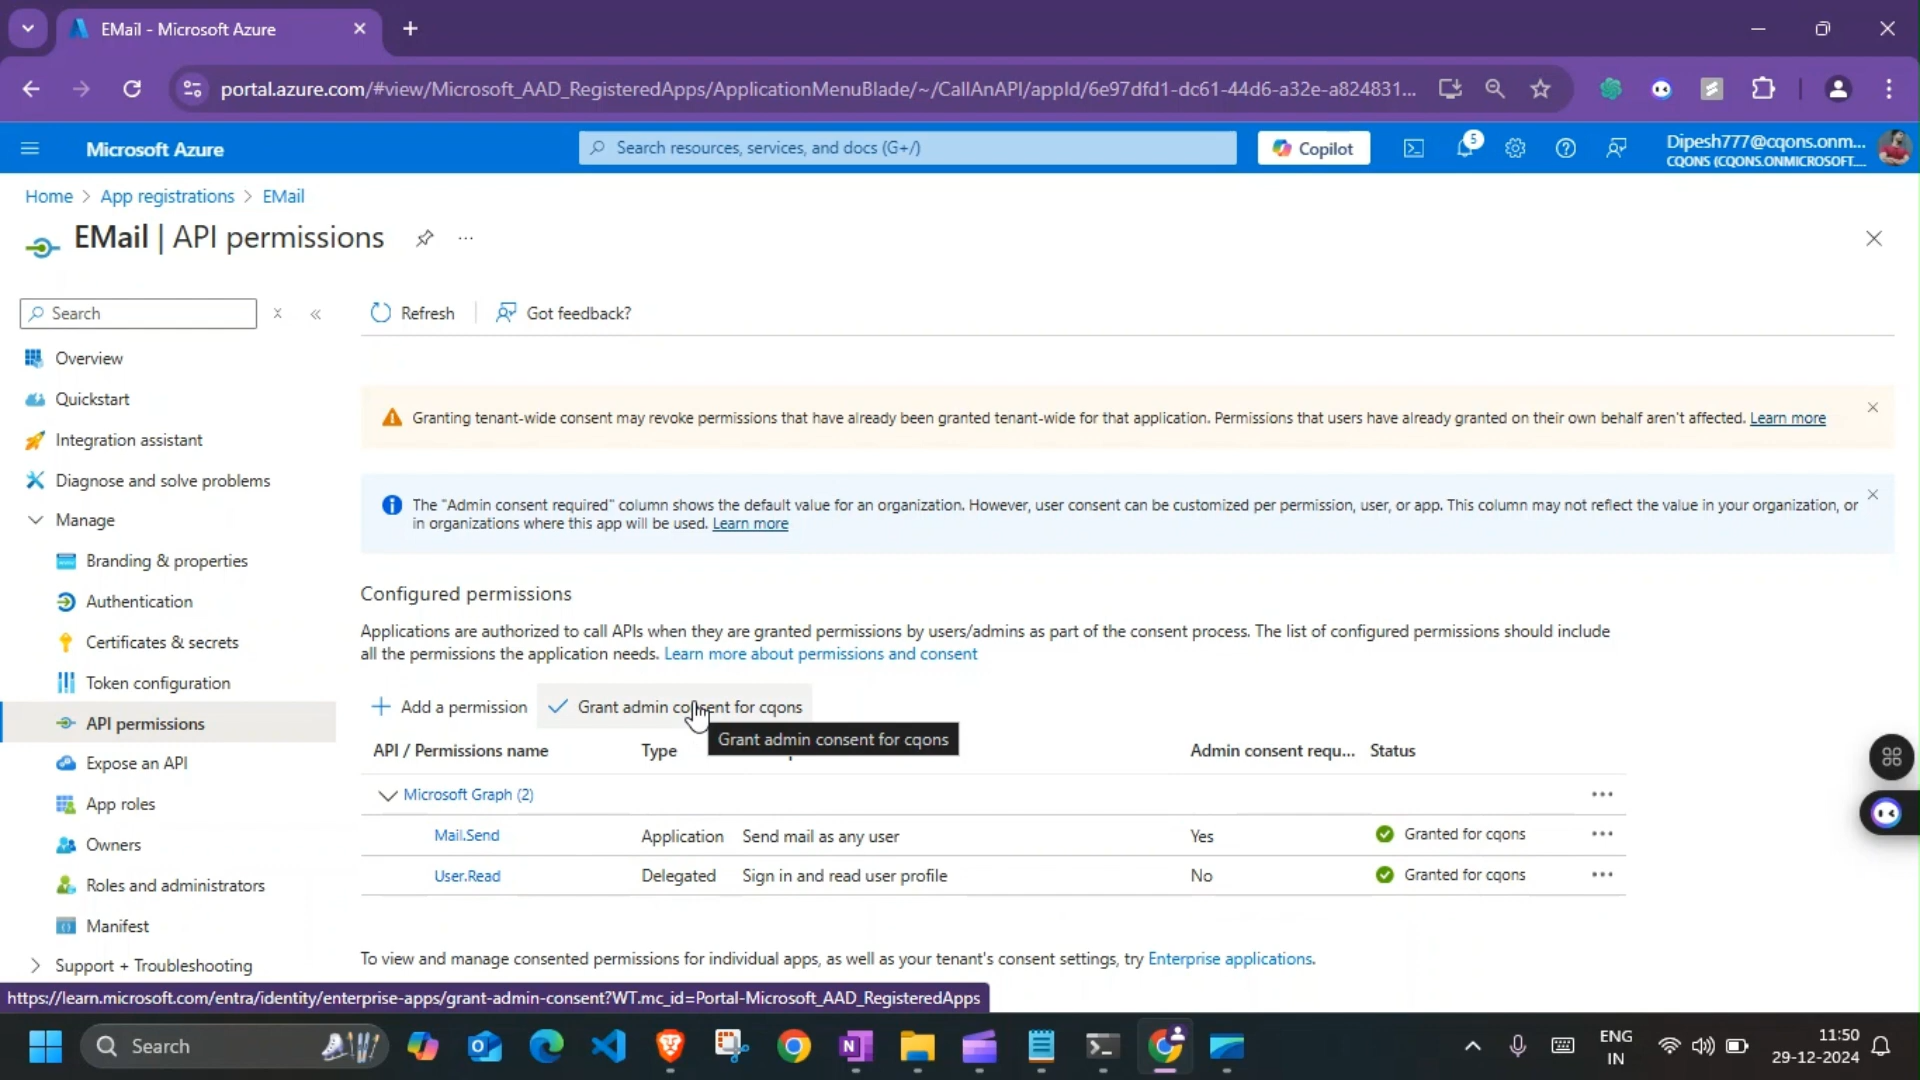 EMail - Microsoft Azure
portal.azure.com/#view/Microsoft_AAD_RegisteredApps/ApplicationMenuBlade/~/CallAnAPI/appId/6e97dfd1-dc61-44d6-a32e-a824831...
Microsoft Azure
Search resources, services, and docs (G+/)
Copilot
5
Dipesh777@cqons.onm...
CQONS (CQONS.ONMICROSOFT....
Home > App registrations > EMail
EMail | API permissions
Search
Refresh
Got feedback?
Overview
Quickstart
Integration assistant
Diagnose and solve problems
Manage
Branding & properties
Authentication
Certificates & secrets
Token configuration
API permissions
Expose an API
App roles
Owners
Roles and administrators
Manifest
Support + Troubleshooting
Granting tenant-wide consent may revoke permissions that have already been granted tenant-wide for that application. Permissions that users have already granted on their own behalf aren't affected. Learn more
The "Admin consent required" column shows the default value for an organization. However, user consent can be customized per permission, user, or app. This column may not reflect the value in your organization, or
in organizations where this app will be used. Learn more
Configured permissions
Applications are authorized to call APIs when they are granted permissions by users/admins as part of the consent process. The list of configured permissions should include
all the permissions the application needs. Learn more about permissions and consent
Add a permission
Grant admin consent for cqons
Grant admin consent for cqons
API / Permissions name Type Admin consent requ... Status
Microsoft Graph (2)
Mail.Send Application Send mail as any user Yes Granted for cqons
User.Read Delegated Sign in and read user profile No Granted for cqons
To view and manage consented permissions for individual apps, as well as your tenant's consent settings, try Enterprise applications.
https://learn.microsoft.com/entra/identity/enterprise-apps/grant-admin-consent?WT.mc_id=Portal-Microsoft_AAD_RegisteredApps
Search
ENG
IN
11:50
29-12-2024